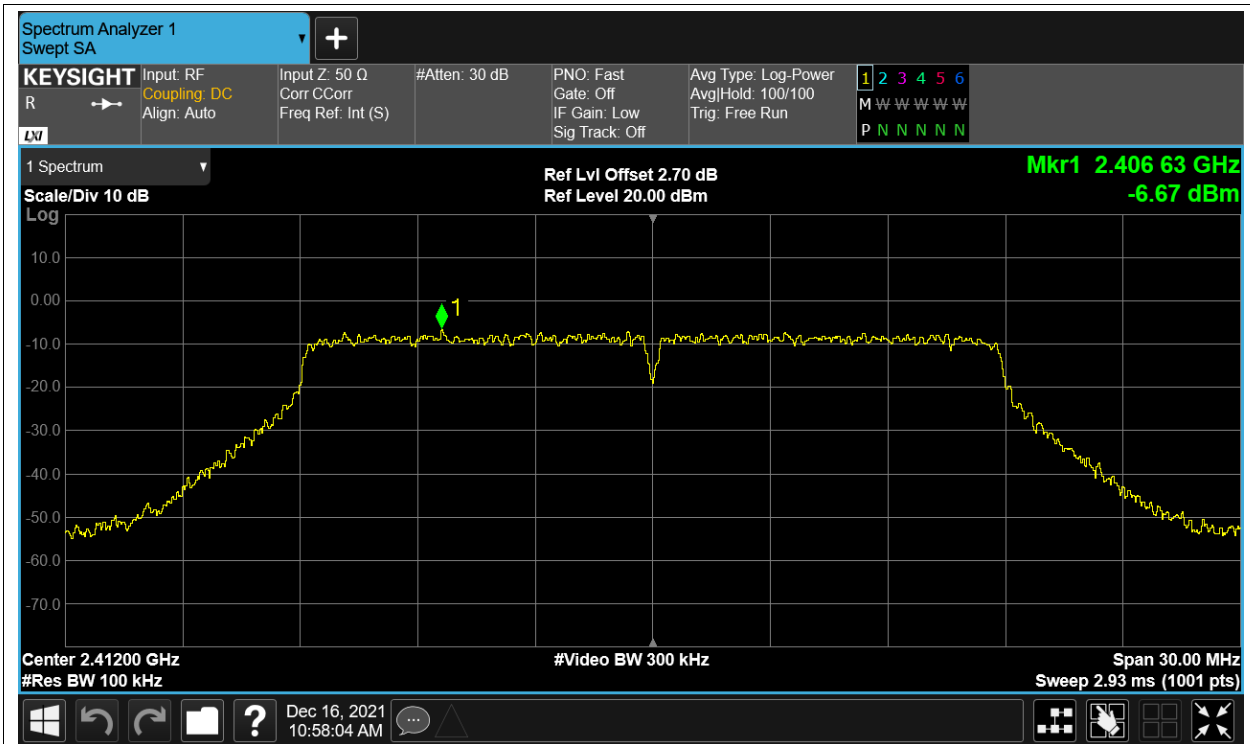 Spectrum Analyzer 1
Swept SA
KEYSIGHT
R
LXI
Input: RF
Coupling: DC
Align: Auto
Input Z: 50 Ω
Corr CCorr
Freq Ref: Int (S)
#Atten: 30 dB
PNO: Fast
Gate: Off
IF Gain: Low
Sig Track: Off
Avg Type: Log-Power
Avg|Hold: 100/100
Trig: Free Run
1 2 3 4 5 6
M W W W W W
P N N N N N
1 Spectrum
Scale/Div 10 dB
Log
Ref Lvl Offset 2.70 dB
Ref Level 20.00 dBm
Mkr1 2.406 63 GHz
-6.67 dBm
10.0
0.00
-10.0
-20.0
-30.0
-40.0
-50.0
-60.0
-70.0
1
Center 2.41200 GHz
#Res BW 100 kHz
#Video BW 300 kHz
Span 30.00 MHz
Sweep 2.93 ms (1001 pts)
?
Dec 16, 2021
10:58:04 AM